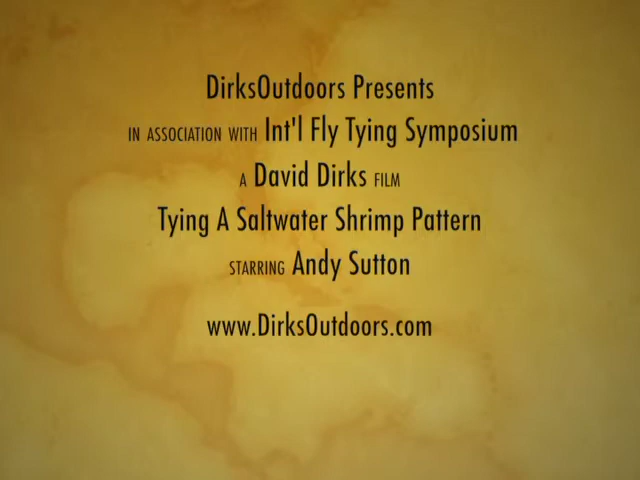 DirksOutdoors Presents
IN ASSOCIATION WITH Int'l Fly Tying Symposium
A David Dirks FILM
Tying A Saltwater Shrimp Pattern
STARRING Andy Sutton
www.DirksOutdoors.com